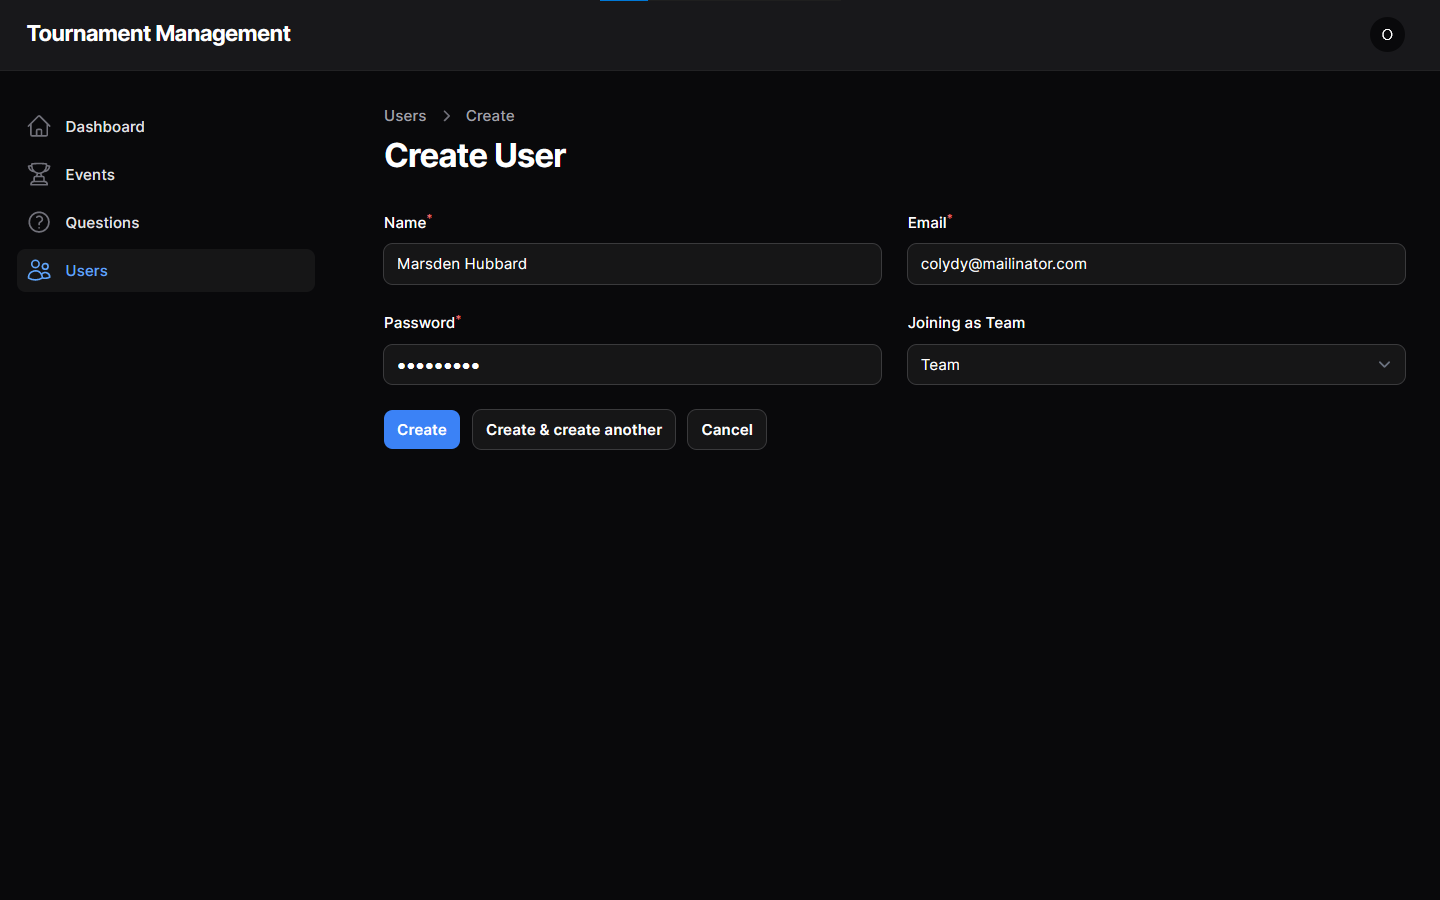 Tournament Management
O
Dashboard
Events
Questions
Users
Users > Create
Create User
Name*
Marsden Hubbard
Email*
colydy@mailinator.com
Password*
●●●●●●●●●
Joining as Team
Team
Create
Create & create another
Cancel